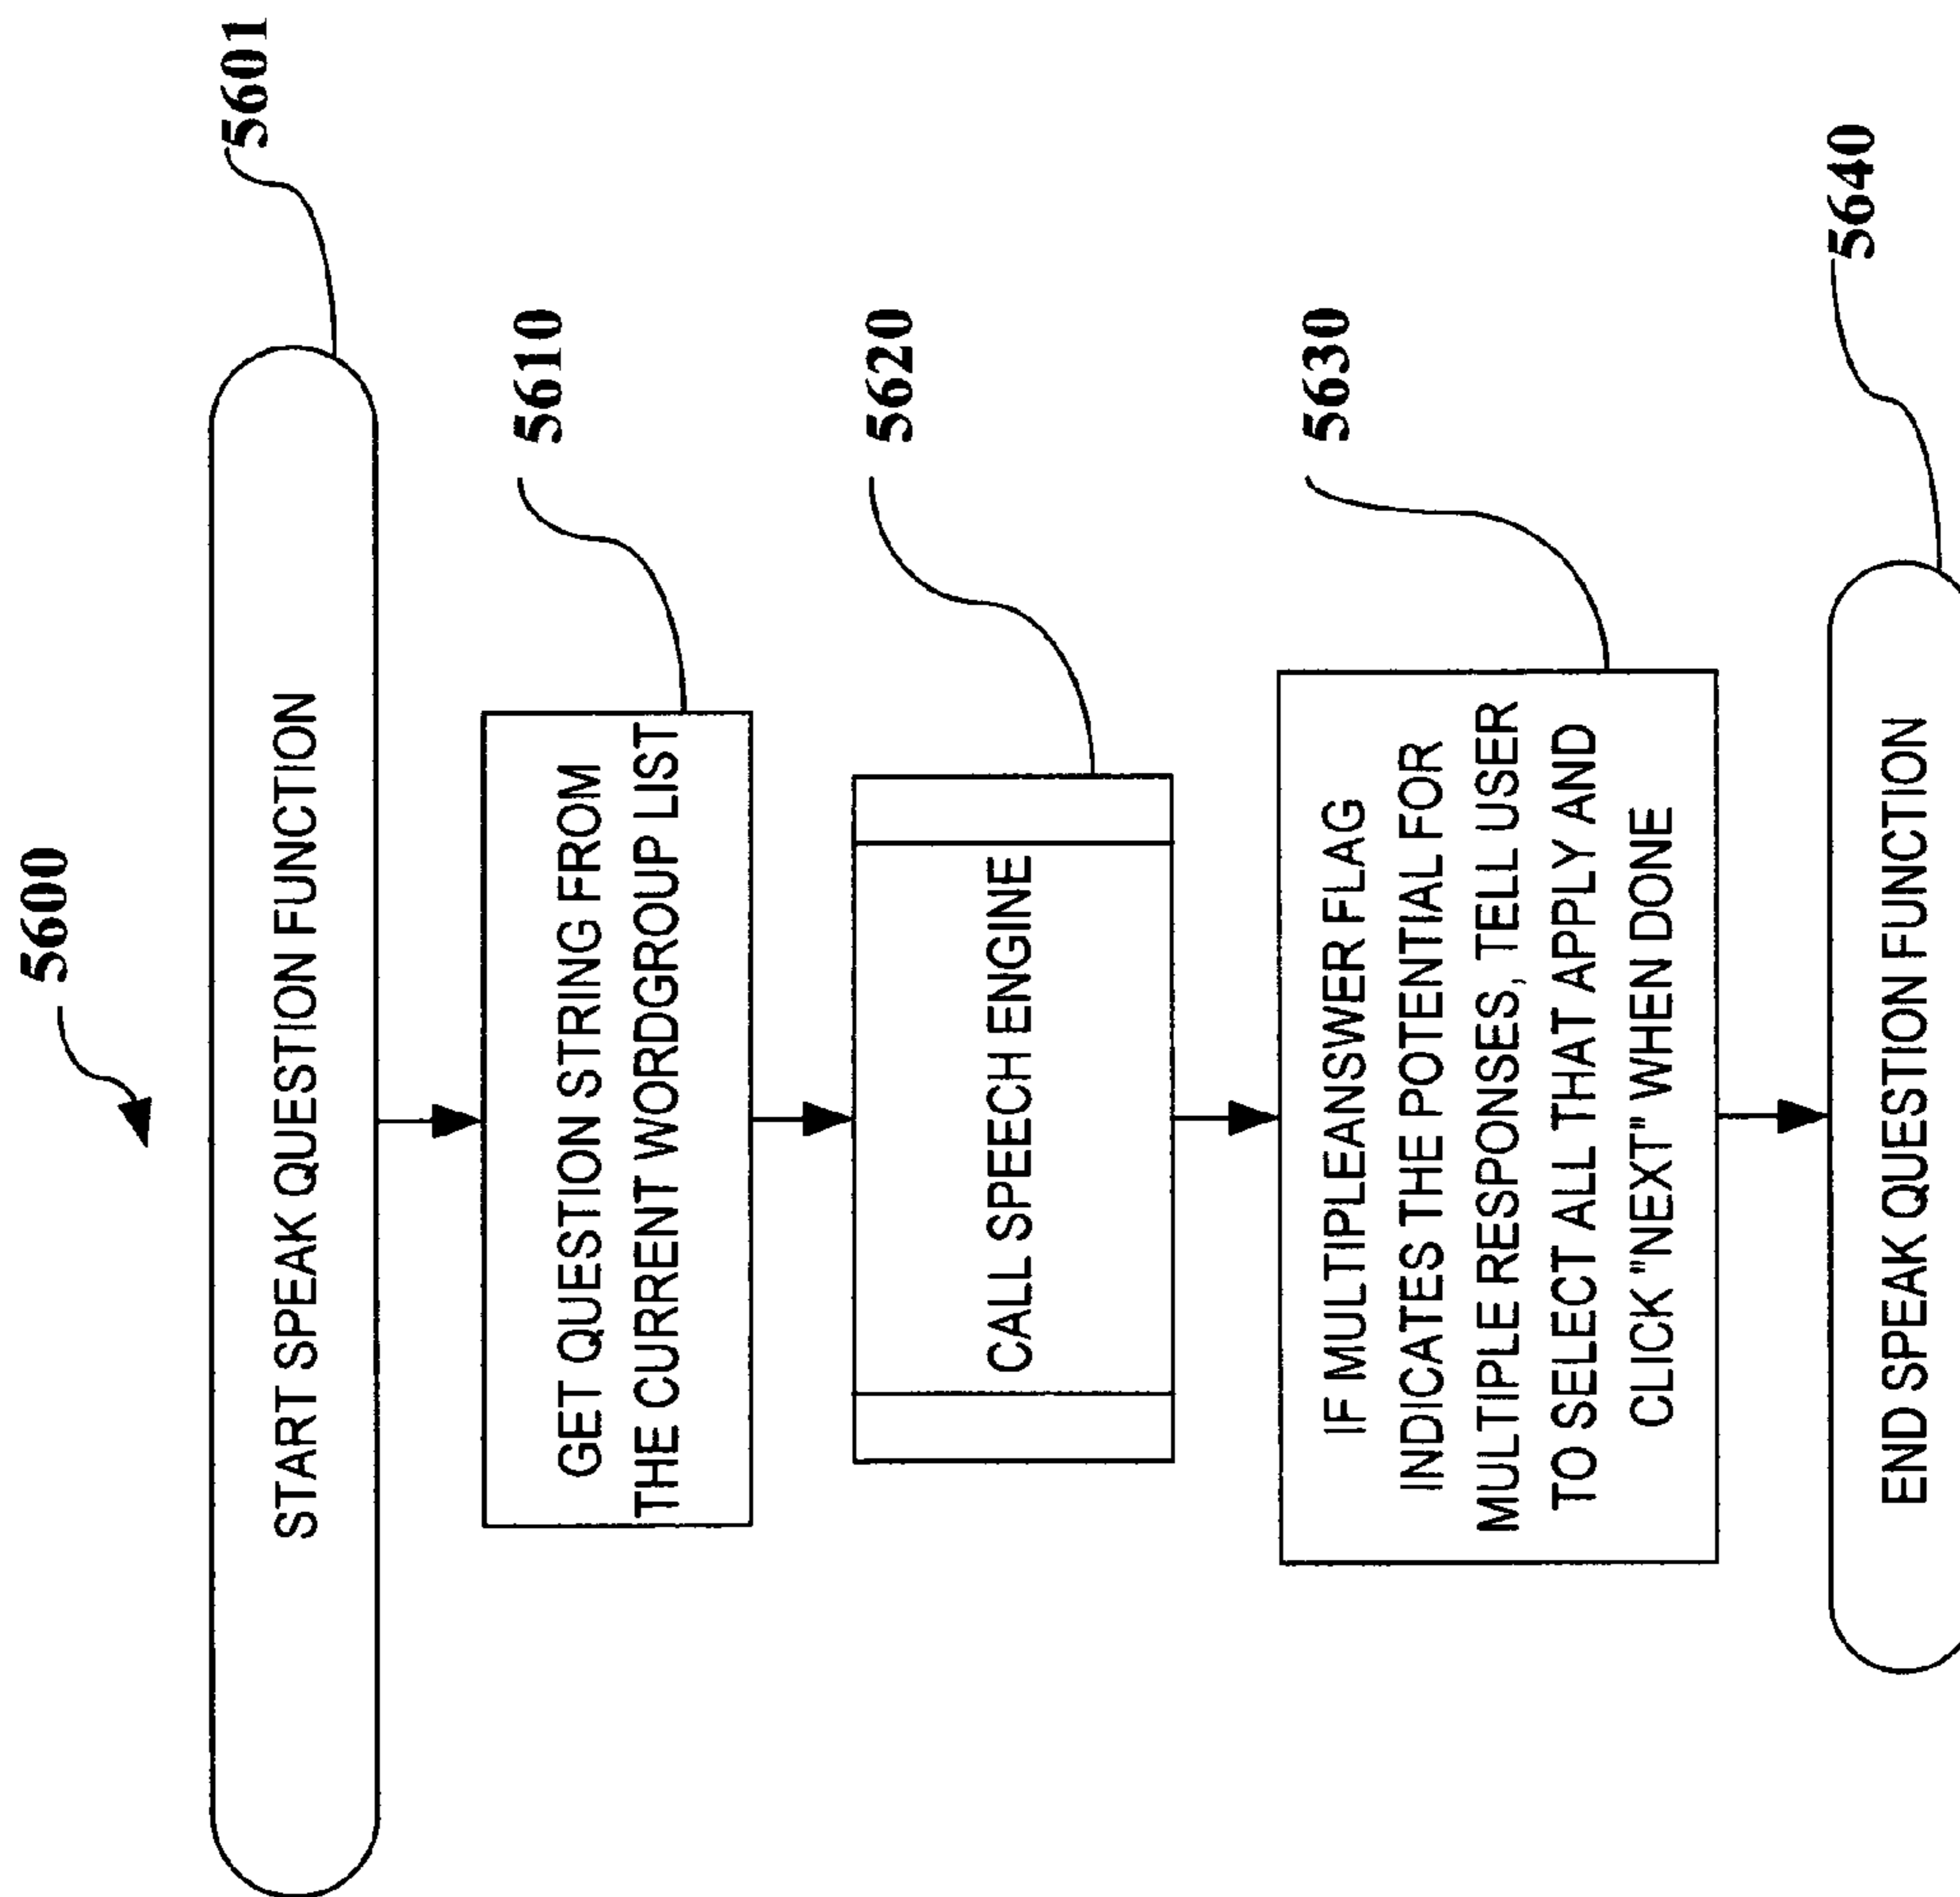 5600
START SPEAK QUESTION FUNCTION
5601
GET QUESTION STRING FROM
THE CURRENT WORDGROUP LIST
5610
CALL SPEECH ENGINE
5620
IF MULTIPLEANSWER FLAG
INDICATES THE POTENTIAL FOR
MULTIPLE RESPONSES, TELL USER
TO SELECT ALL THAT APPLY AND
CLICK "NEXT" WHEN DONE
5630
END SPEAK QUESTION FUNCTION
5640